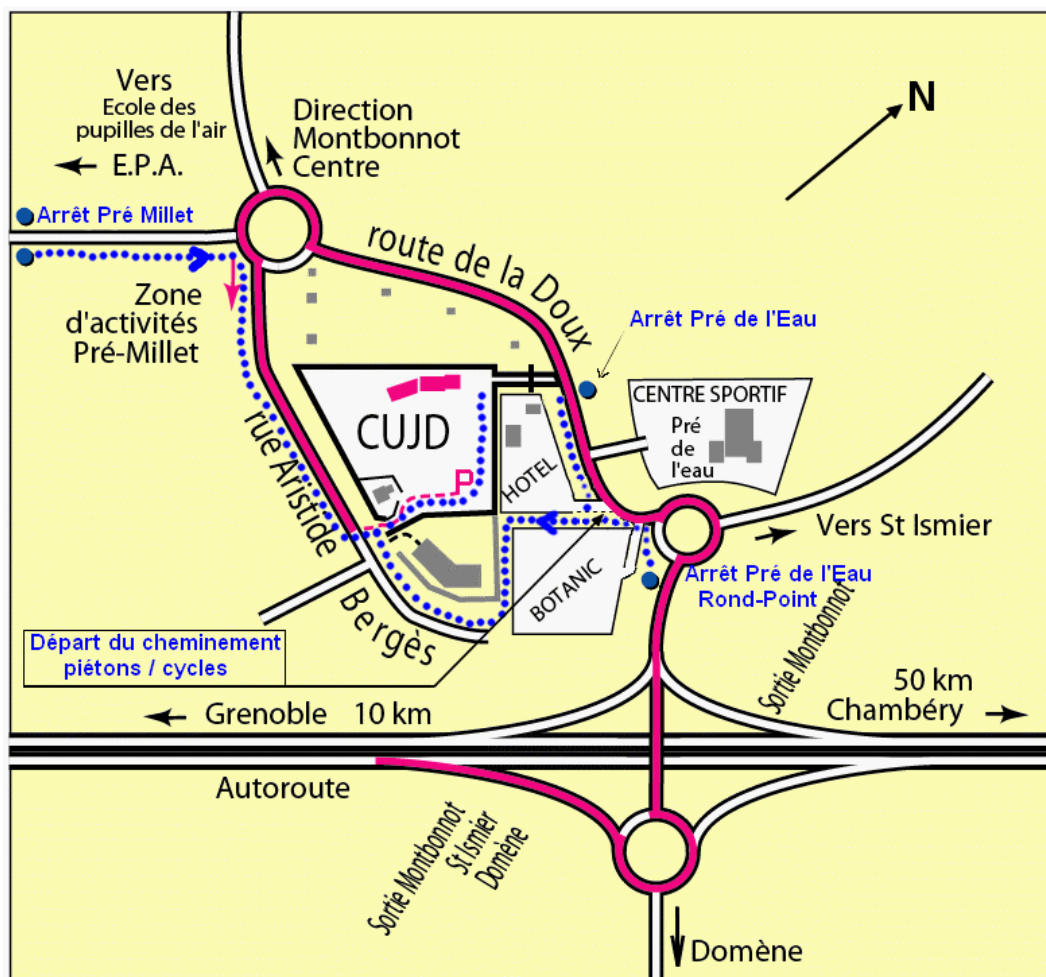 Vers
Ecole des
pupilles de l'air
E.P.A.
Direction
Montbonnot
Centre
N
Arrêt Pré Millet
route de la Doux
Zone
d'activités
Pré-Millet
Arrêt Pré de l'Eau
CENTRE SPORTIF
Pré
de
l'eau
CUJD
P
HOTEL
rue Aristide
Bergès
BOTANIC
Vers St Ismier
Arrêt Pré de l'Eau
Rond-Point
Départ du cheminement
piétons / cycles
Sortie Montbonnot
Grenoble 10 km
50 km
Chambéry
Autoroute
Sortie Montbonnot
St Ismier
Domène
Domène